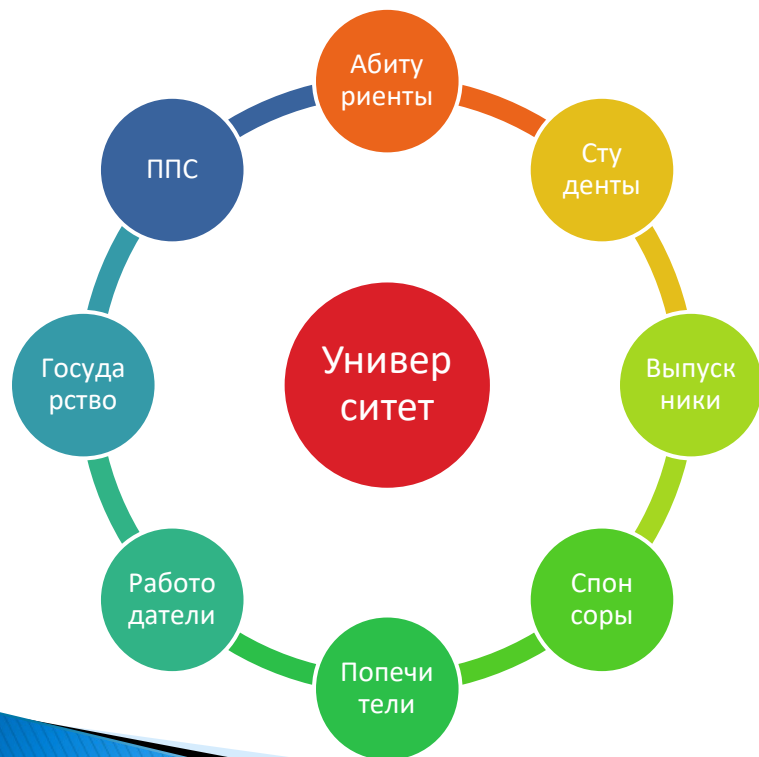 Абиту
риенты
Сту
денты
ППС
Универ
ситет
Госуда
рство
Выпуск
ники
Работо
датели
Спон
соры
Попечи
тели